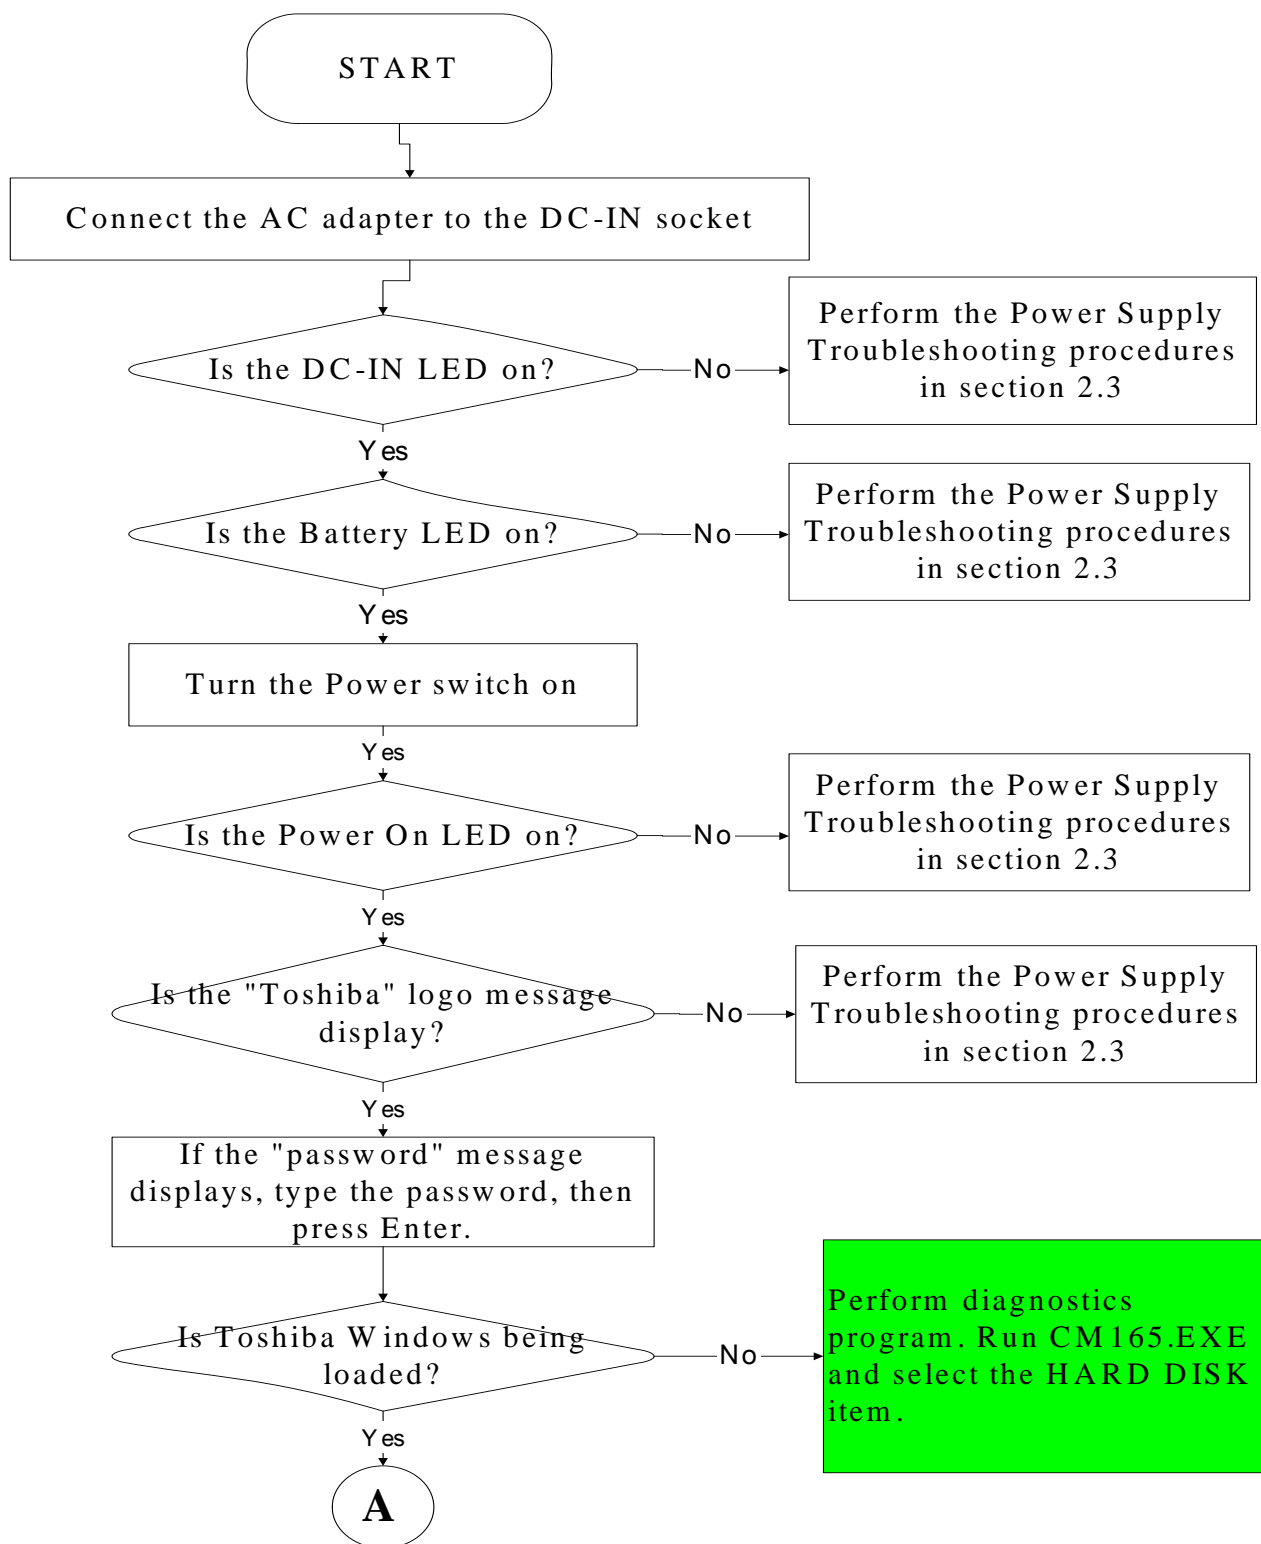 START
Connect the AC adapter to the DC-IN socket
Is the DC-IN LED on?
No
Perform the Power Supply
Troubleshooting procedures
in section 2.3
Yes
Is the Battery LED on?
No
Perform the Power Supply
Troubleshooting procedures
in section 2.3
Yes
Turn the Power switch on
Yes
Is the Power On LED on?
No
Perform the Power Supply
Troubleshooting procedures
in section 2.3
Yes
Is the "Toshiba" logo message
display?
No
Perform the Power Supply
Troubleshooting procedures
in section 2.3
Yes
If the "password" message
displays, type the password, then
press Enter.
Is Toshiba Windows being
loaded?
No
Perform diagnostics
program. Run CM165.EXE
and select the HARD DISK
item.
Yes
A